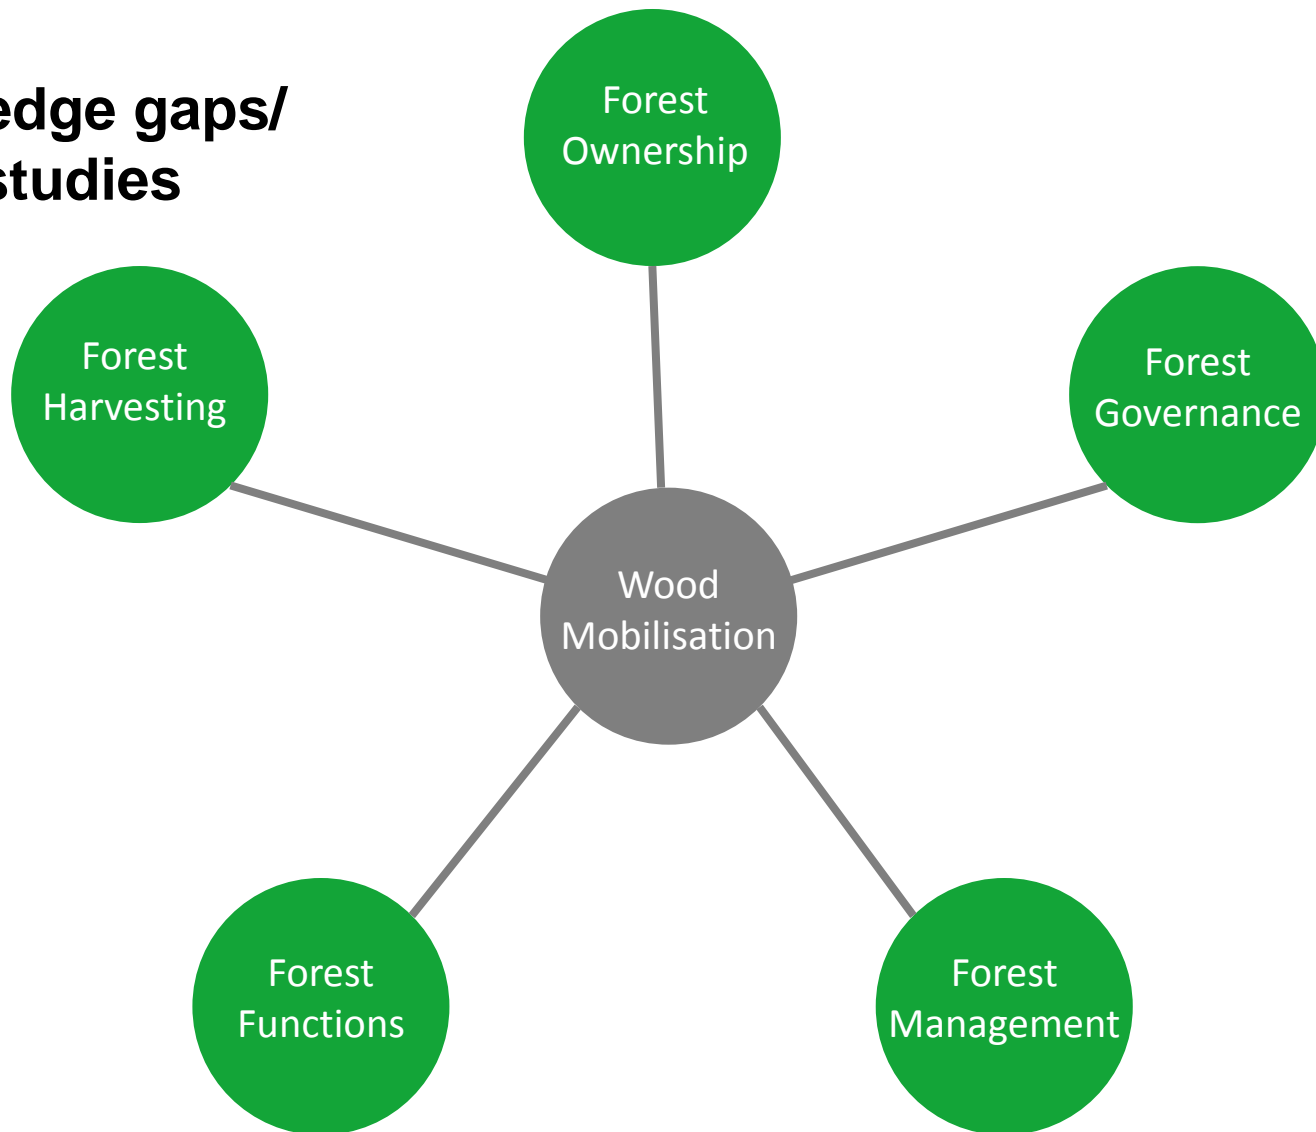 edge gaps/
studies
Forest
Ownership
Forest
Harvesting
Forest
Governance
Wood
Mobilisation
Forest
Functions
Forest
Management